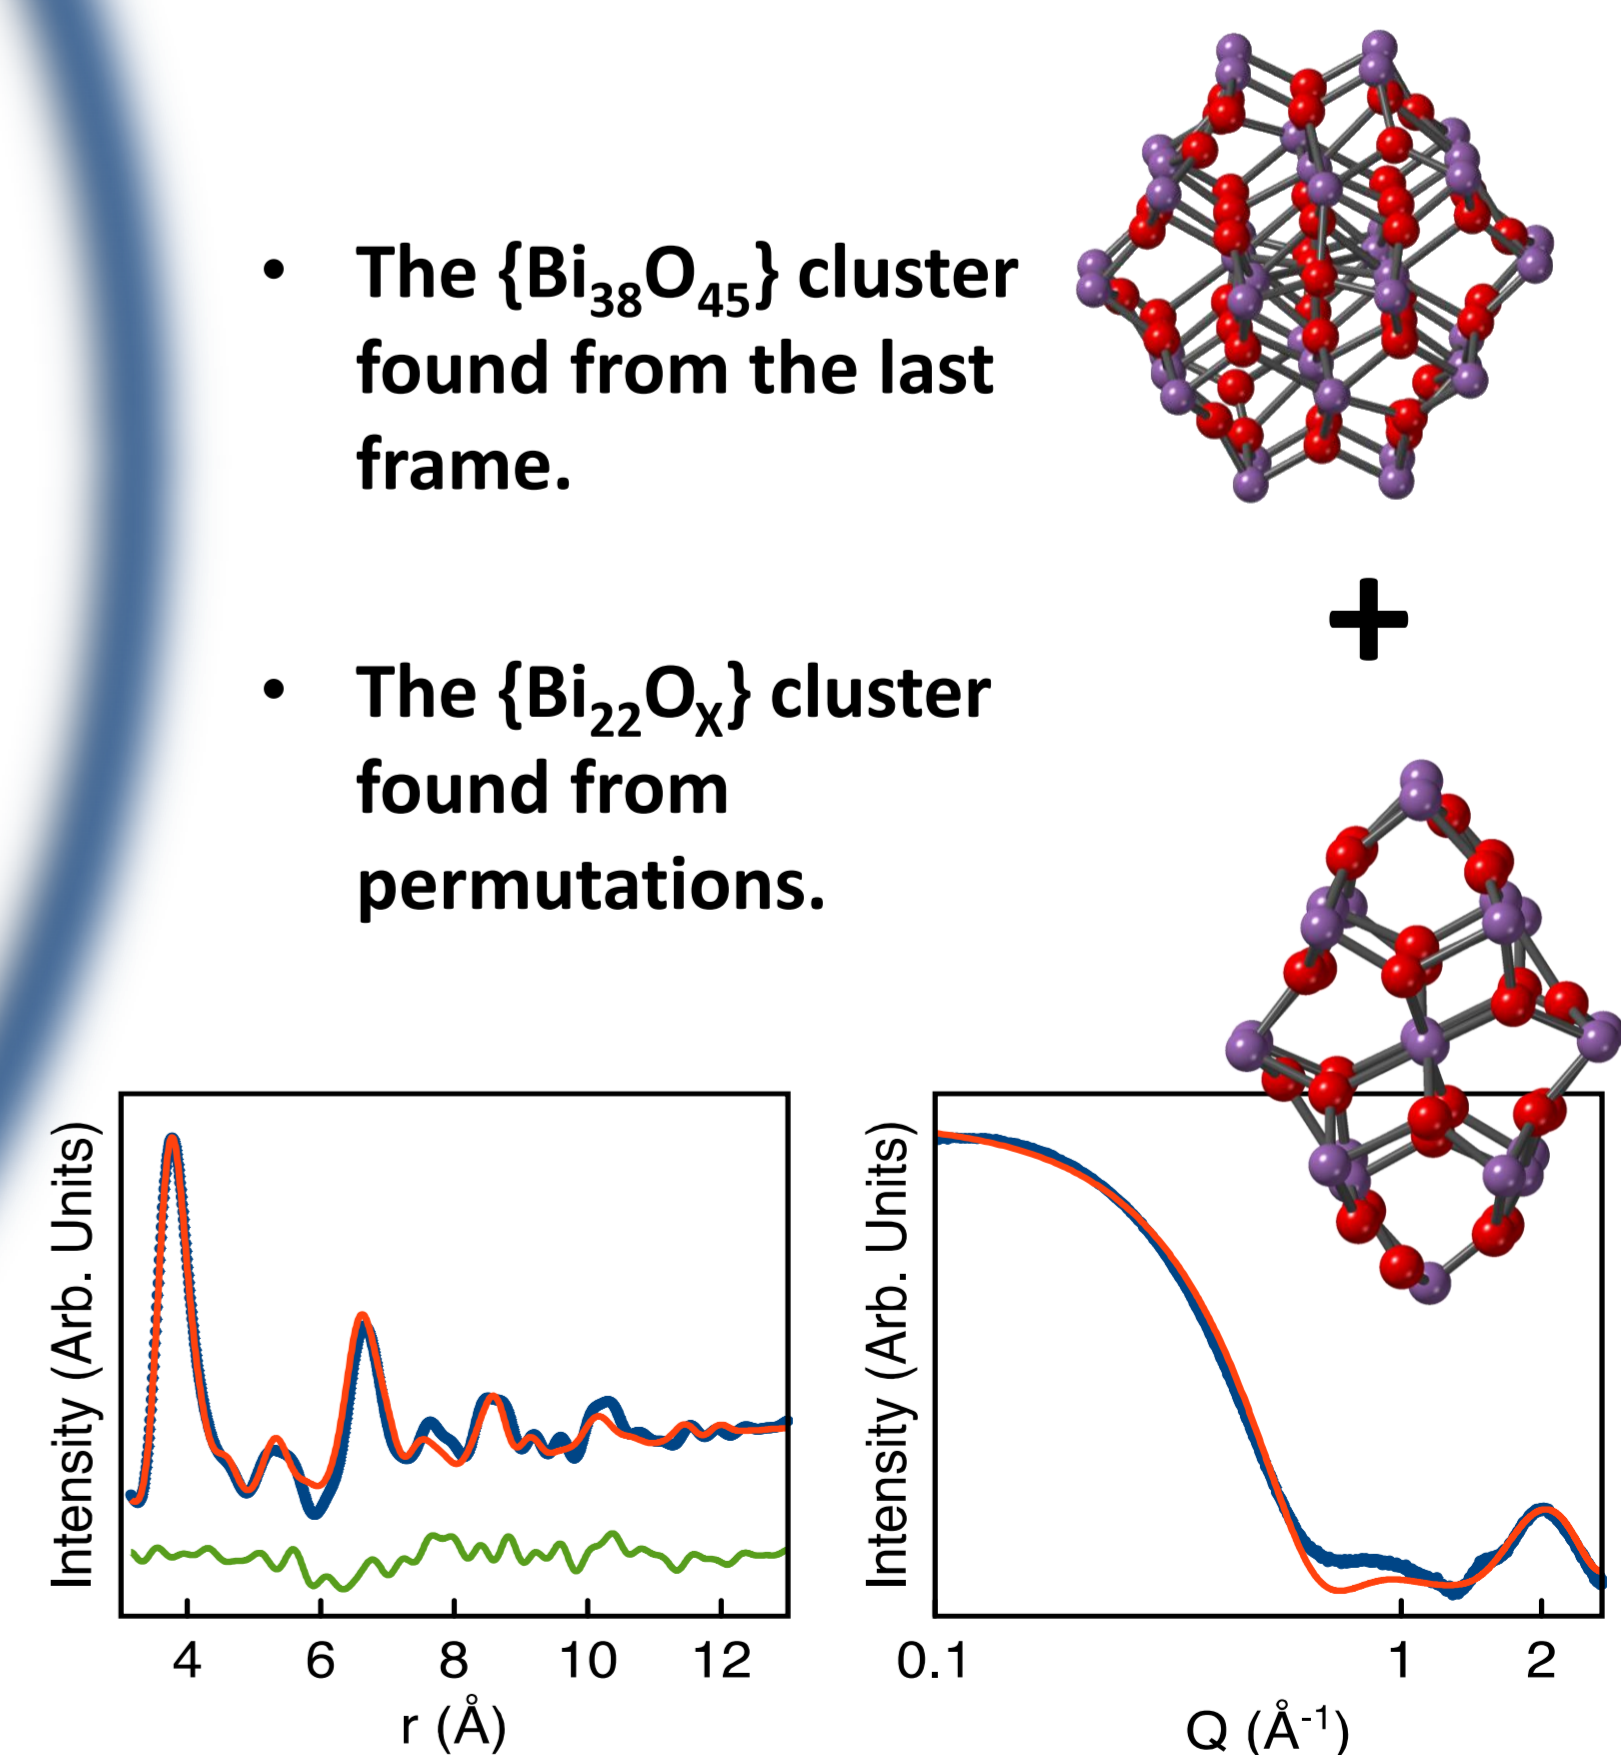 • The {Bi₃₈O₄₅} cluster
found from the last
frame.
+
• The {Bi₂₂Oₓ} cluster
found from
permutations.
Intensity (Arb. Units)
4 6 8 10 12
r (Å)
Intensity (Arb. Units)
0.1 1 2
Q (Å⁻¹)